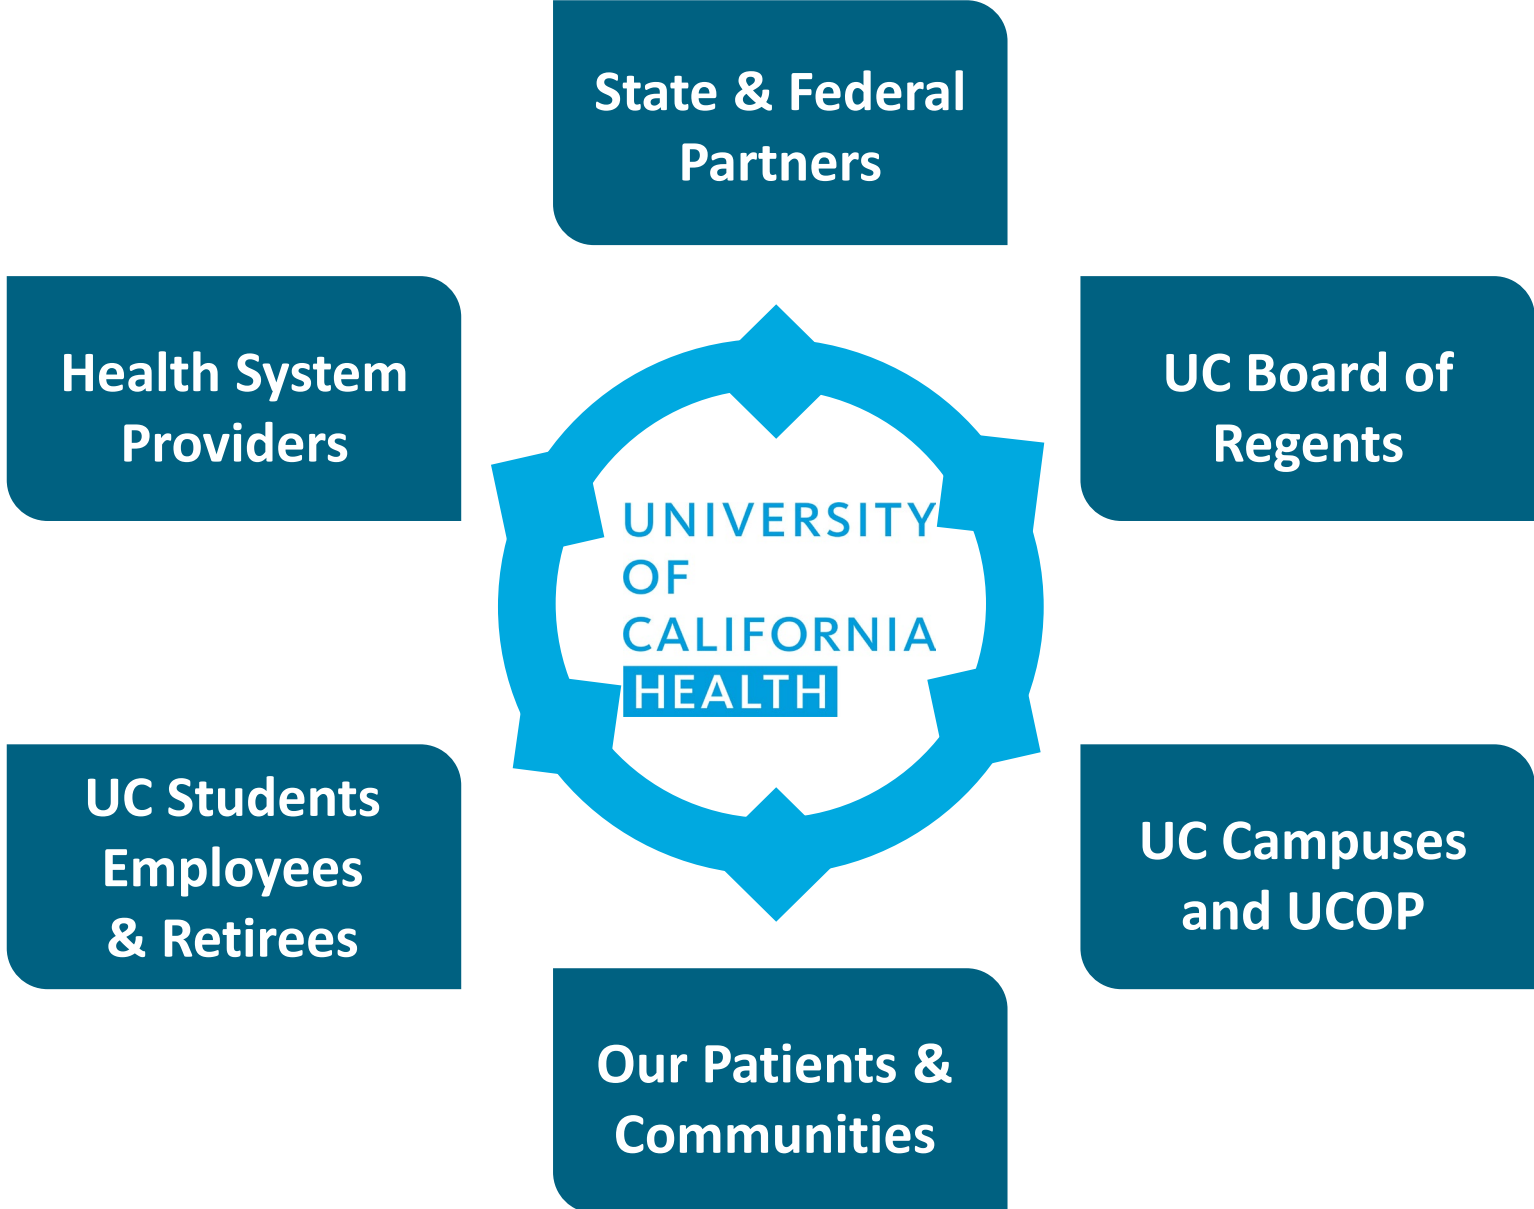 State & Federal
Partners
Health System
Providers
UC Board of
Regents
UNIVERSITY
OF
CALIFORNIA
HEALTH
UC Students
Employees
& Retirees
UC Campuses
and UCOP
Our Patients &
Communities